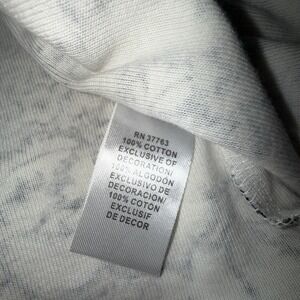 RN 37763
100% COTTON
EXCLUSIVE OF
DECORATION/
100% ALGODÓN
EXCLUSIVO DE
DECORACIÓN/
100% COTON
EXCLUSIF
DE DECOR